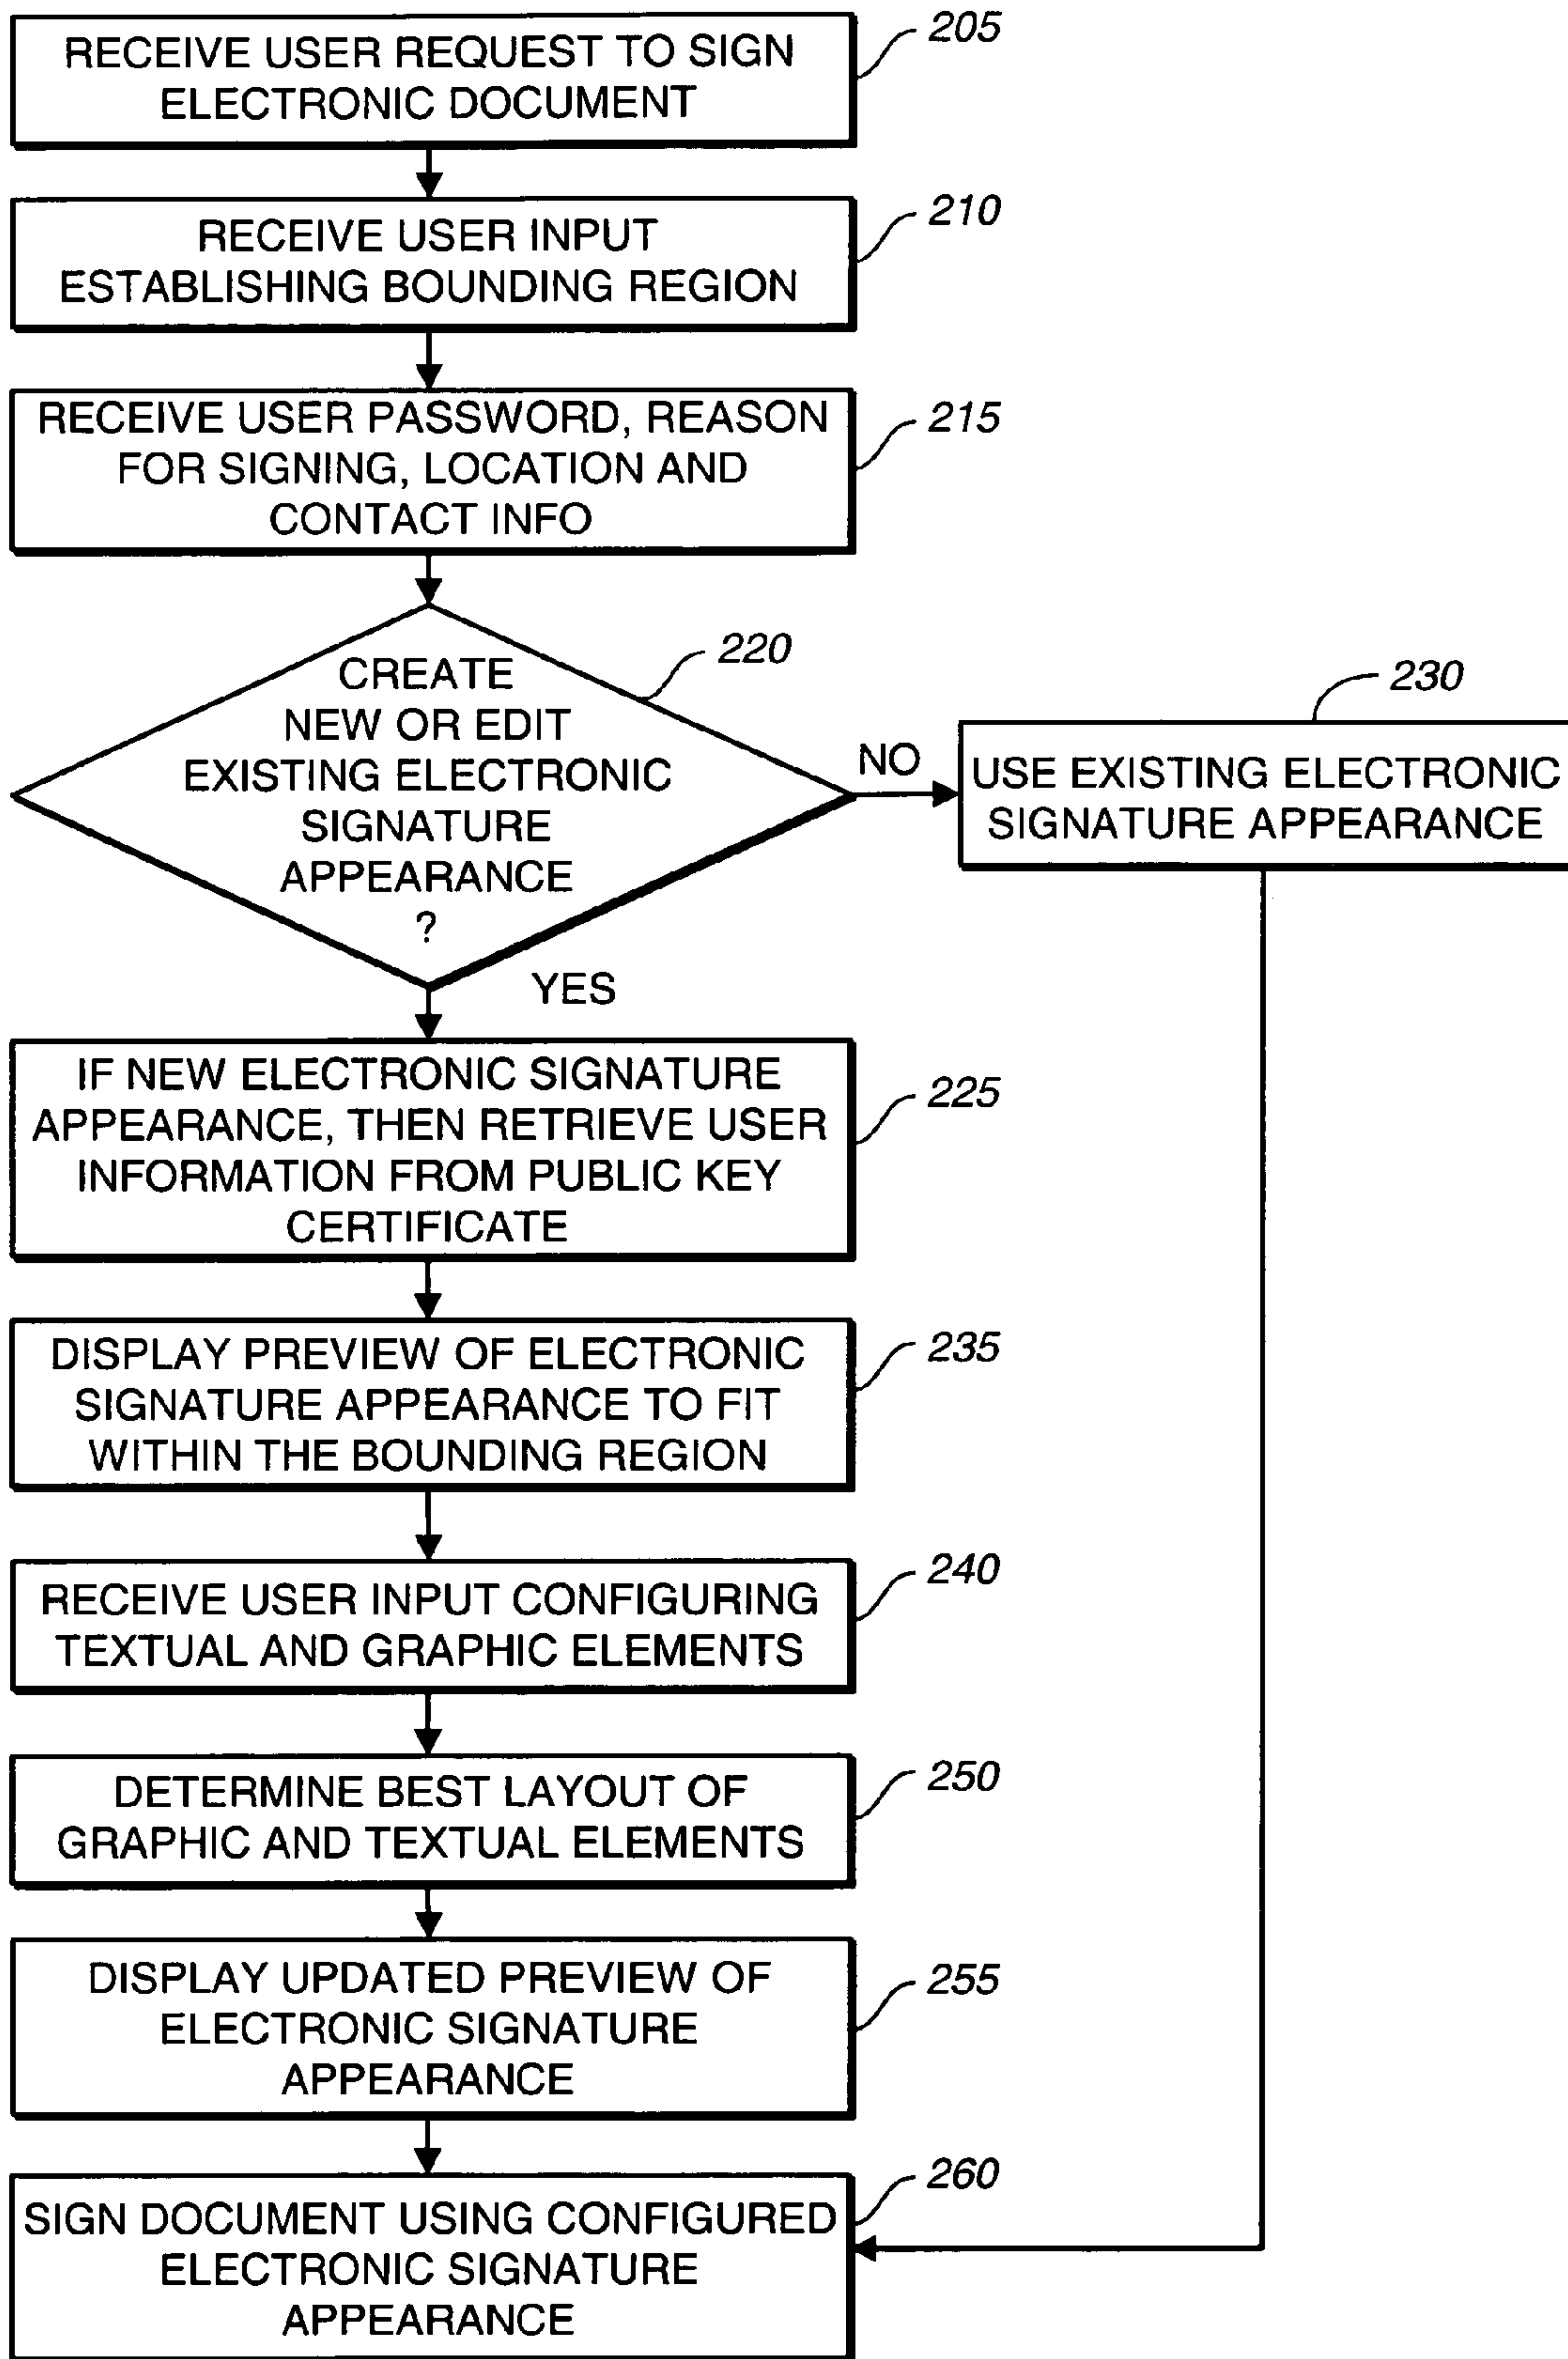 RECEIVE USER REQUEST TO SIGN
ELECTRONIC DOCUMENT
205
RECEIVE USER INPUT
ESTABLISHING BOUNDING REGION
210
RECEIVE USER PASSWORD, REASON
FOR SIGNING, LOCATION AND
CONTACT INFO
215
CREATE
NEW OR EDIT
EXISTING ELECTRONIC
SIGNATURE
APPEARANCE
?
220
NO
230
USE EXISTING ELECTRONIC
SIGNATURE APPEARANCE
YES
IF NEW ELECTRONIC SIGNATURE
APPEARANCE, THEN RETRIEVE USER
INFORMATION FROM PUBLIC KEY
CERTIFICATE
225
DISPLAY PREVIEW OF ELECTRONIC
SIGNATURE APPEARANCE TO FIT
WITHIN THE BOUNDING REGION
235
RECEIVE USER INPUT CONFIGURING
TEXTUAL AND GRAPHIC ELEMENTS
240
DETERMINE BEST LAYOUT OF
GRAPHIC AND TEXTUAL ELEMENTS
250
DISPLAY UPDATED PREVIEW OF
ELECTRONIC SIGNATURE
APPEARANCE
255
SIGN DOCUMENT USING CONFIGURED
ELECTRONIC SIGNATURE
APPEARANCE
260